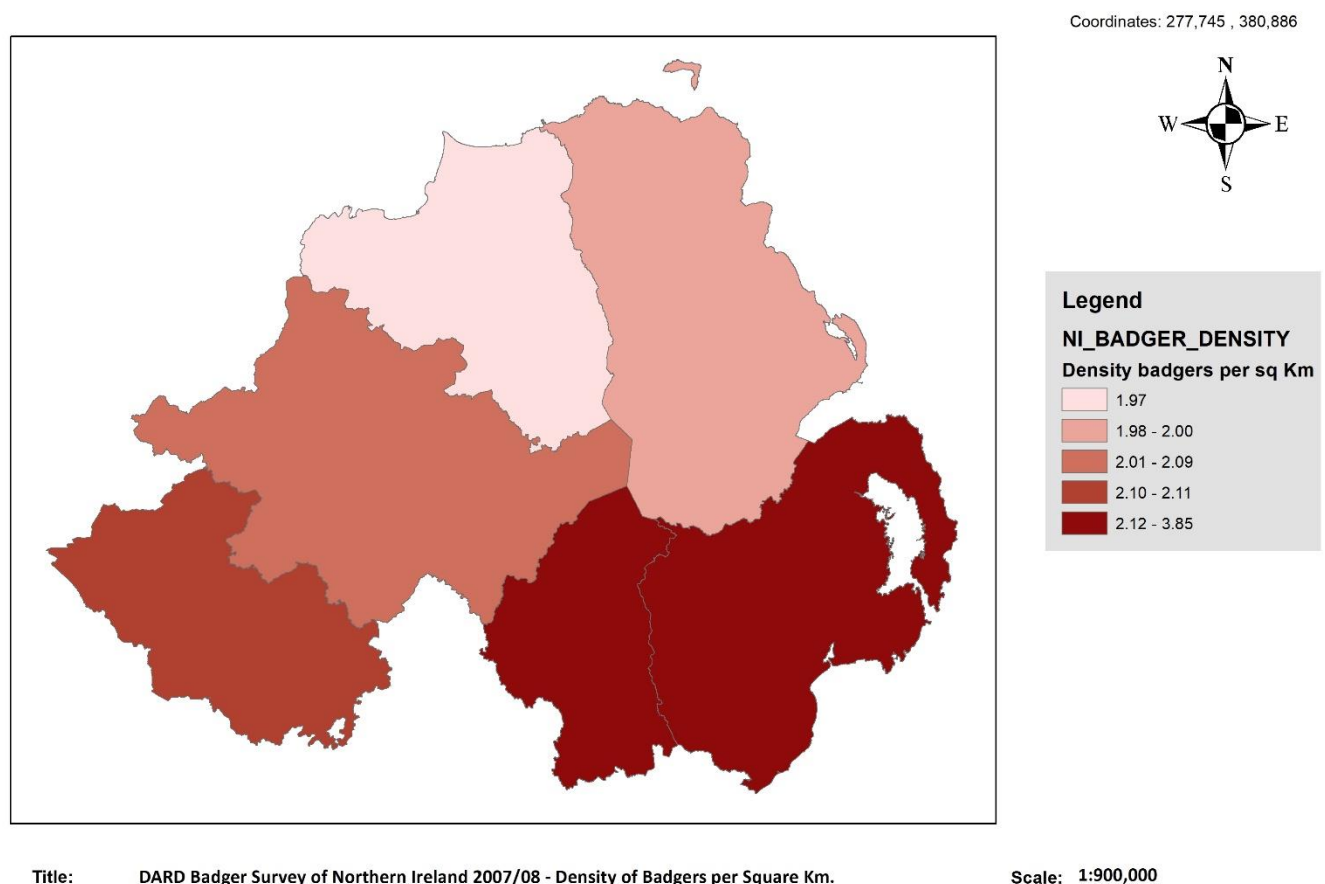 Coordinates: 277,745 , 380,886
N
W E
S
Legend
NI_BADGER_DENSITY
Density badgers per sq Km
1.97
1.98 - 2.00
2.01 - 2.09
2.10 - 2.11
2.12 - 3.85
Title: DARD Badger Survey of Northern Ireland 2007/08 - Density of Badgers per Square Km. Scale: 1:900,000